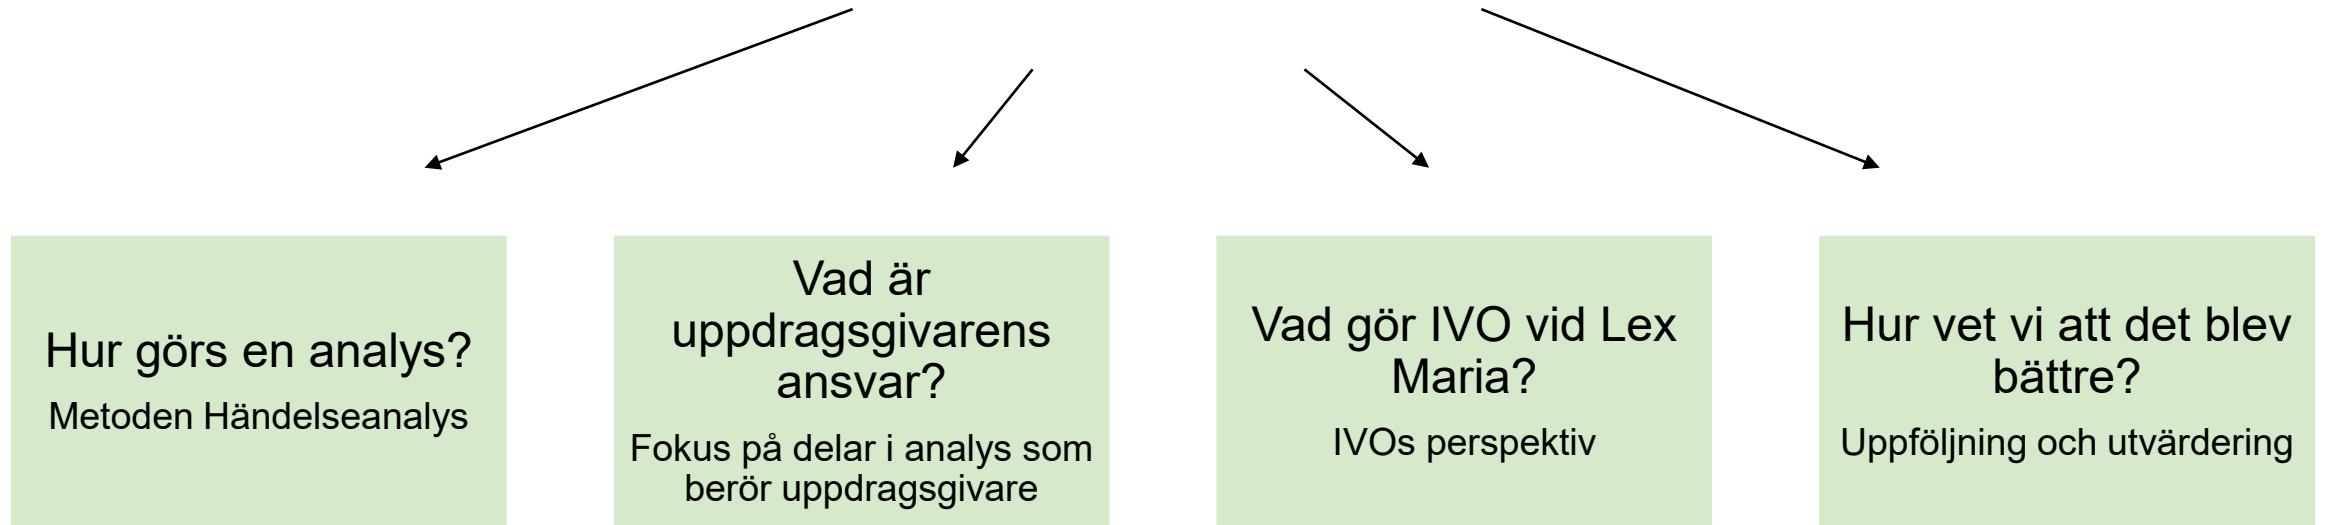 Hur görs en analys?
Metoden Händelseanalys
Vad är
uppdragsgivarens
ansvar?
Fokus på delar i analys som
berör uppdragsgivare
Vad gör IVO vid Lex
Maria?
IVOs perspektiv
Hur vet vi att det blev
bättre?
Uppföljning och utvärdering